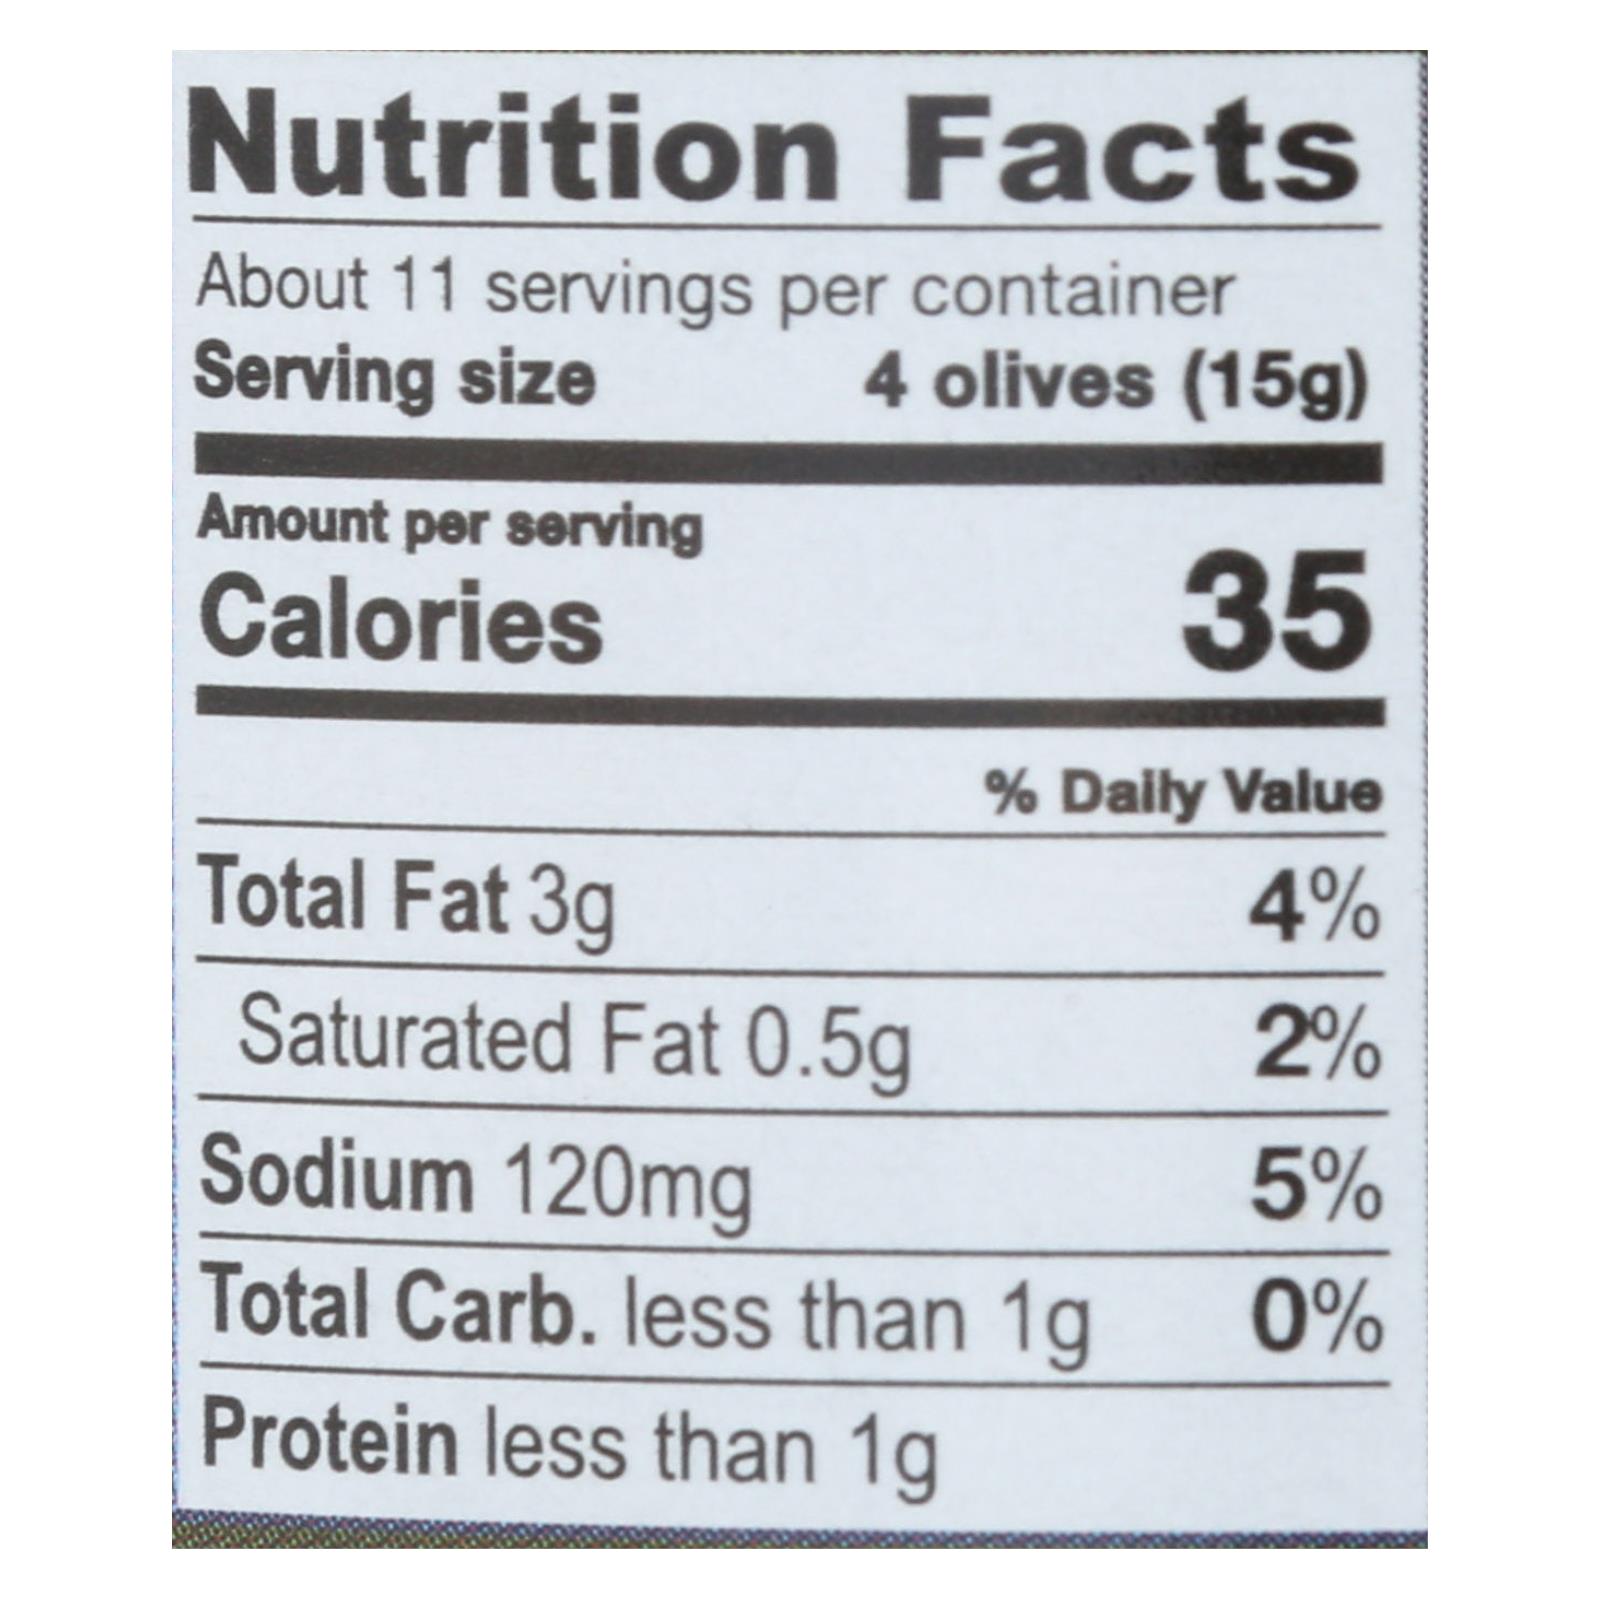 Nutrition Facts
About 11 servings per container
Serving size 4 olives (15g)
Amount per serving
Calories 35
% Daily Value
Total Fat 3g 4%
Saturated Fat 0.5g 2%
Sodium 120mg 5%
Total Carb. less than 1g 0%
Protein less than 1g